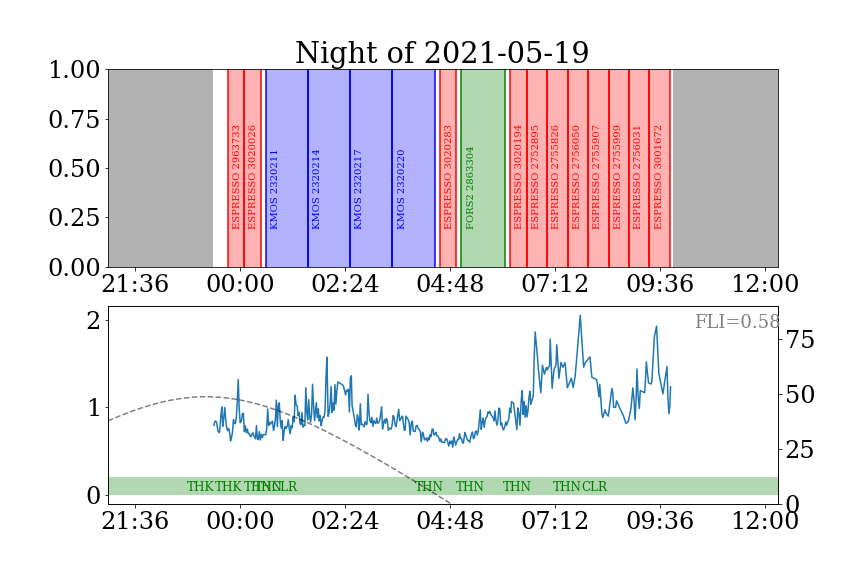 Night of 2021-05-19
1.00
0.75
0.50
0.25
0.00
ESPRESSO 2963733
ESPRESSO 3020026
KMOS 2320211
KMOS 2320214
KMOS 2320217
KMOS 2320220
ESPRESSO 3020283
FORS2 2863304
ESPRESSO 3020194
ESPRESSO 2752895
ESPRESSO 2755826
ESPRESSO 2756050
ESPRESSO 2755907
ESPRESSO 2755999
ESPRESSO 2756031
ESPRESSO 3001672
21:36 00:00 02:24 04:48 07:12 09:36 12:00
FLI=0.58
2
1
0
75
50
25
0
THK THK THN THN CLR THN THN THN THN CLR
21:36 00:00 02:24 04:48 07:12 09:36 12:00